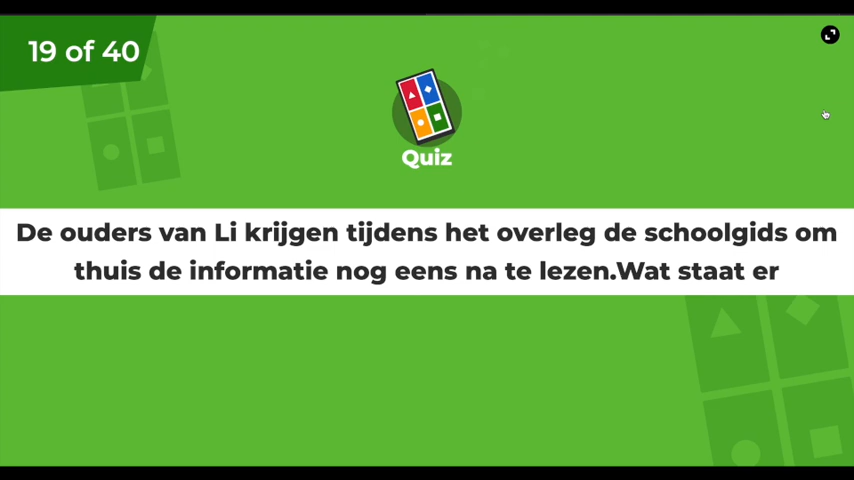 19 of 40
Quiz
De ouders van Li krijgen tijdens het overleg de schoolgids om
thuis de informatie nog eens na te lezen.Wat staat er